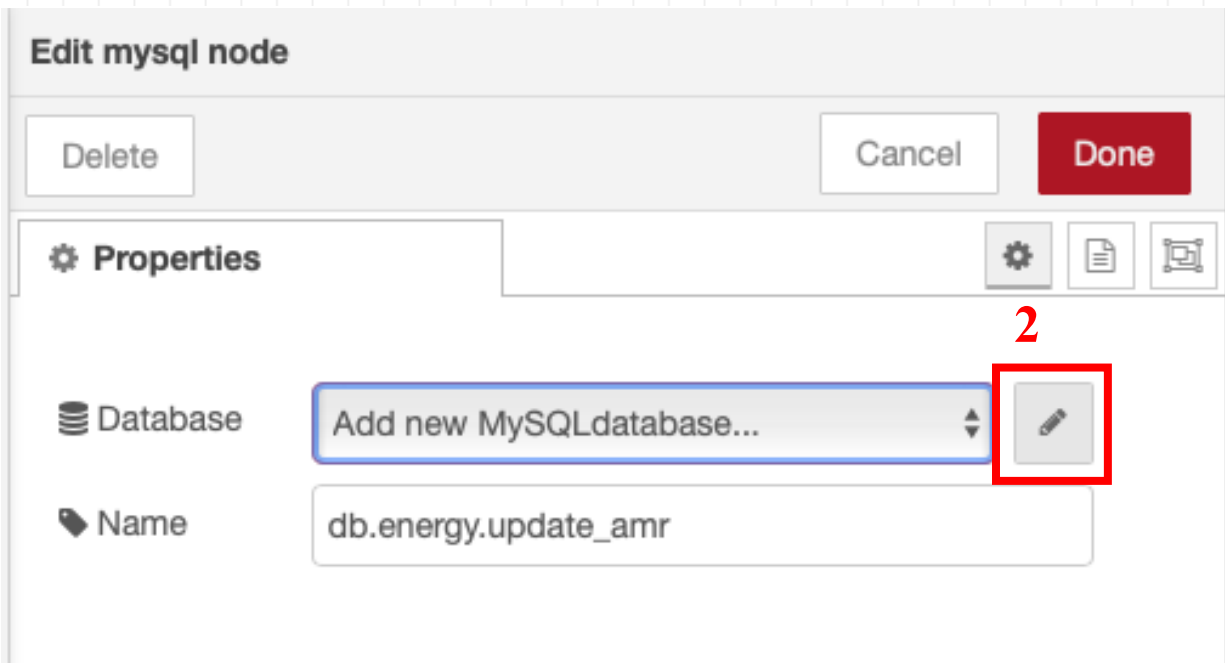 Edit mysql node
Delete
Cancel
Done
Properties
2
Database
Add new MySQLdatabase...
Name
db.energy.update_amr